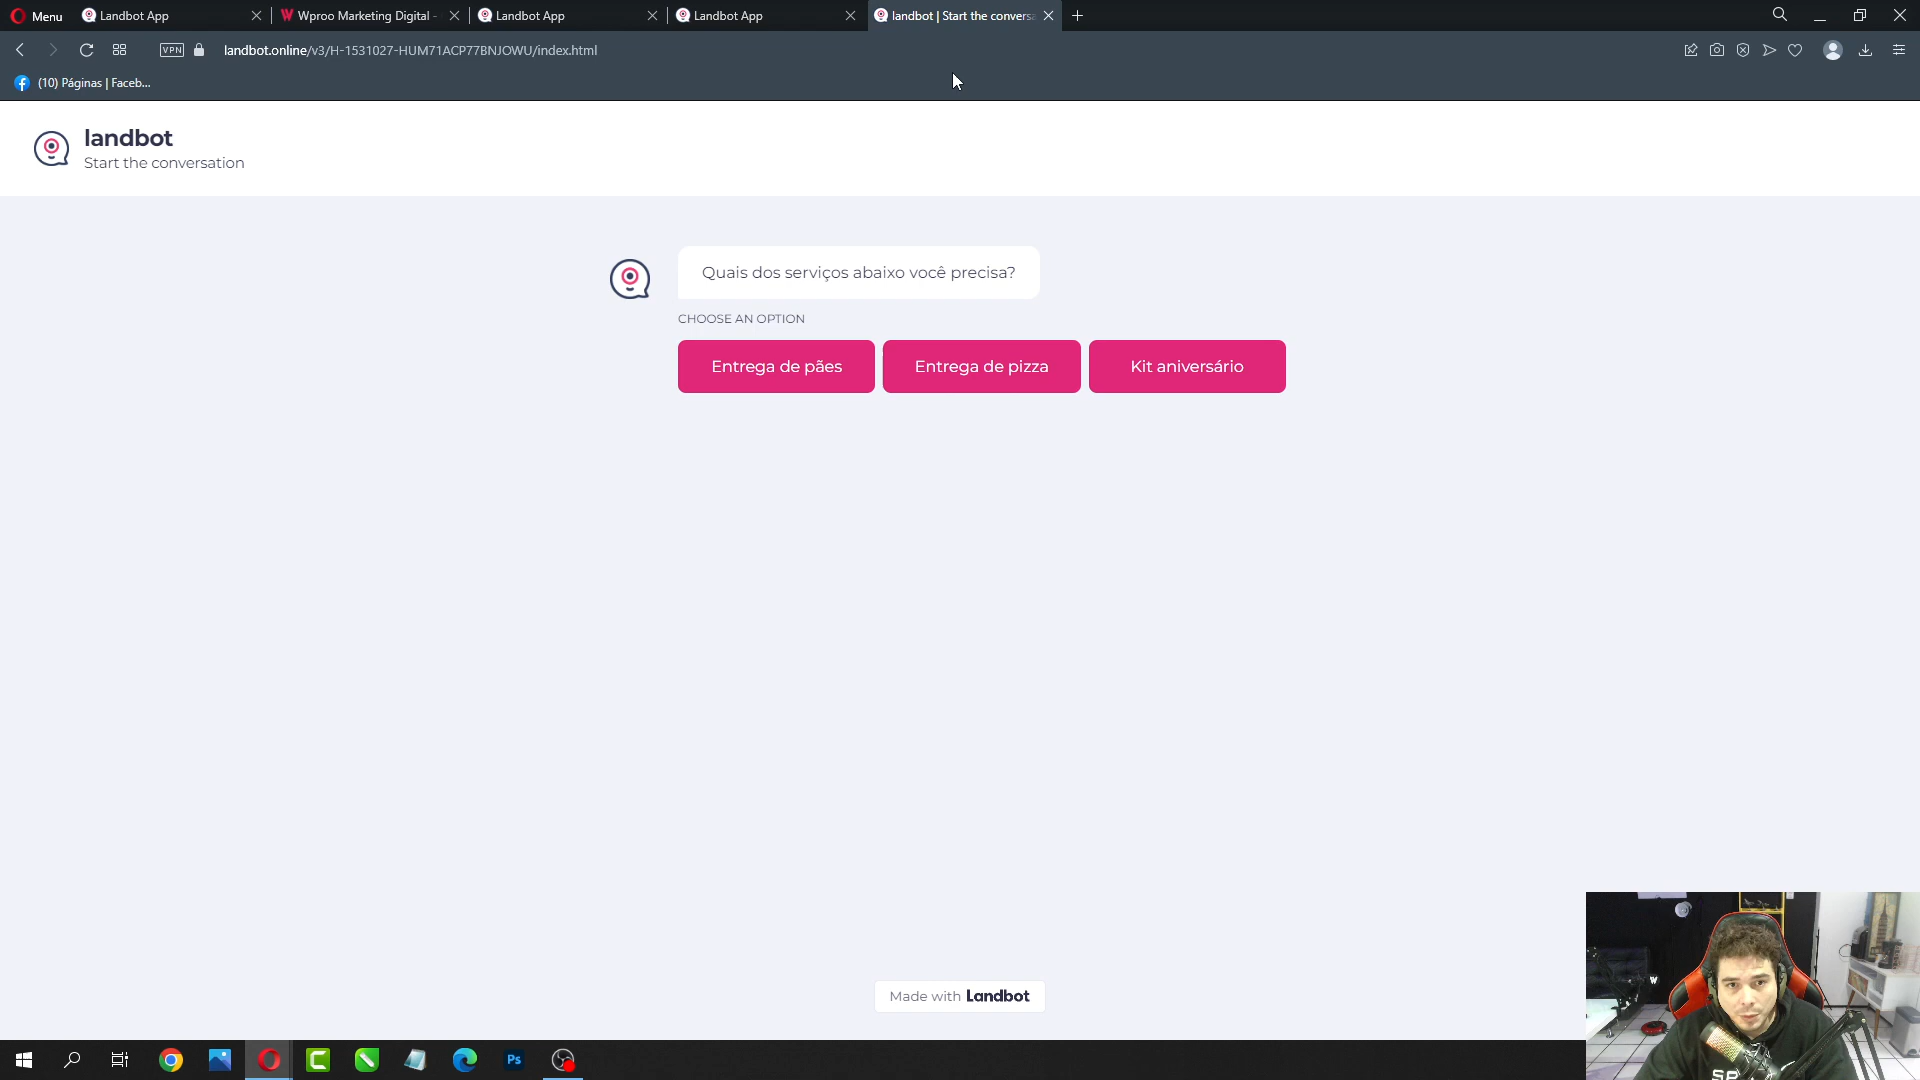 Menu
Landbot App
Wproo Marketing Digital -
Landbot App
Landbot App
landbot | Start the convers
VPN
landbot.online/v3/H-1531027-HUM71ACP77BNJOWU/index.html
(10) Páginas | Faceb...
landbot
Start the conversation
Quais dos serviços abaixo você precisa?
CHOOSE AN OPTION
Entrega de pães
Entrega de pizza
Kit aniversário
Made with Landbot
W
SP
Ps